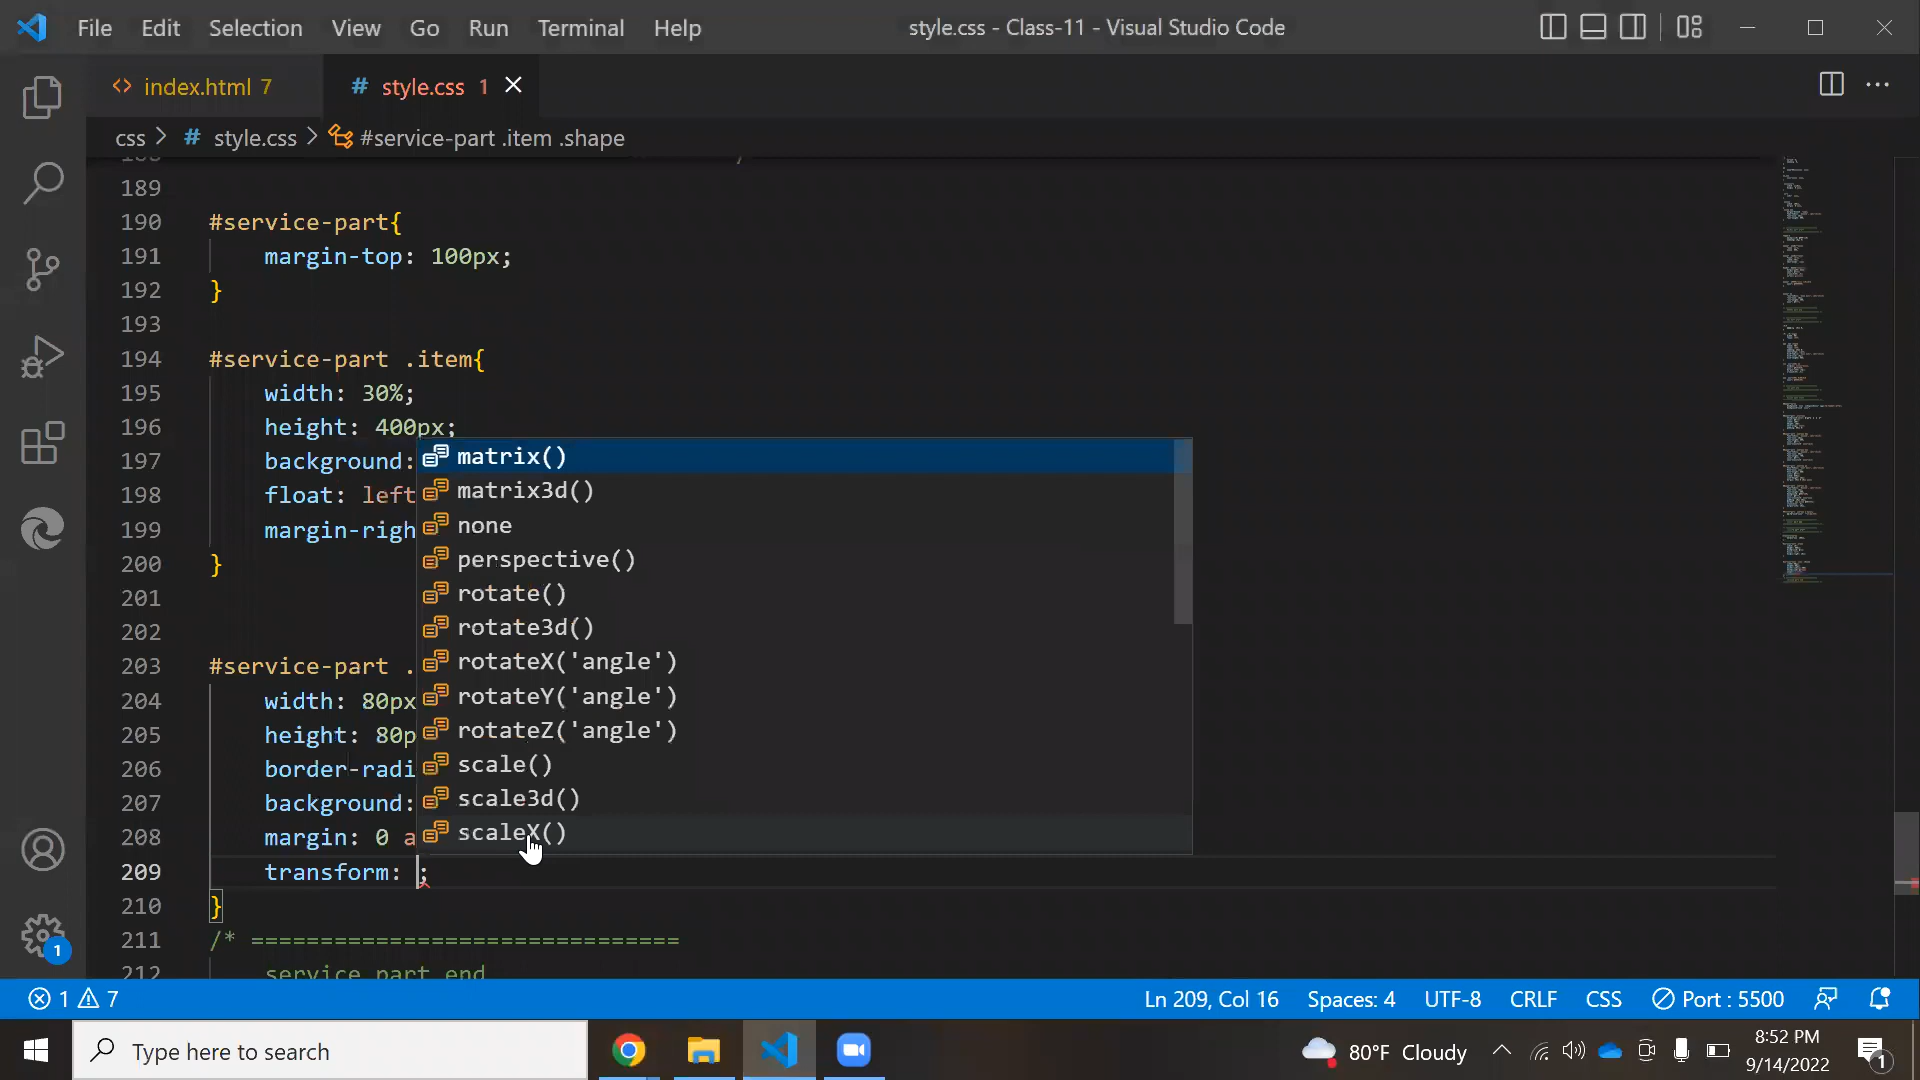 File Edit Selection View Go Run Terminal Help style.css - Class-11 - Visual Studio Code
<> index.html 7 # style.css 1
css > # style.css > #service-part .item .shape
189
190 #service-part{
191 margin-top: 100px;
192 }
193
194 #service-part .item{
195 width: 30%;
196 height: 400px;
197 background:
198 float: left
199 margin-righ
200 }
201
202
203 #service-part .
204 width: 80px
205 height: 80p
206 border-radi
207 background:
208 margin: 0 a
209 transform: ;
210 }
211 /* ===============================
212 service part end
matrix()
matrix3d()
none
perspective()
rotate()
rotate3d()
rotateX('angle')
rotateY('angle')
rotateZ('angle')
scale()
scale3d()
scaleX()
1
1 7 Ln 209, Col 16 Spaces: 4 UTF-8 CRLF CSS Port : 5500
Type here to search 80°F Cloudy 8:52 PM
9/14/2022
1